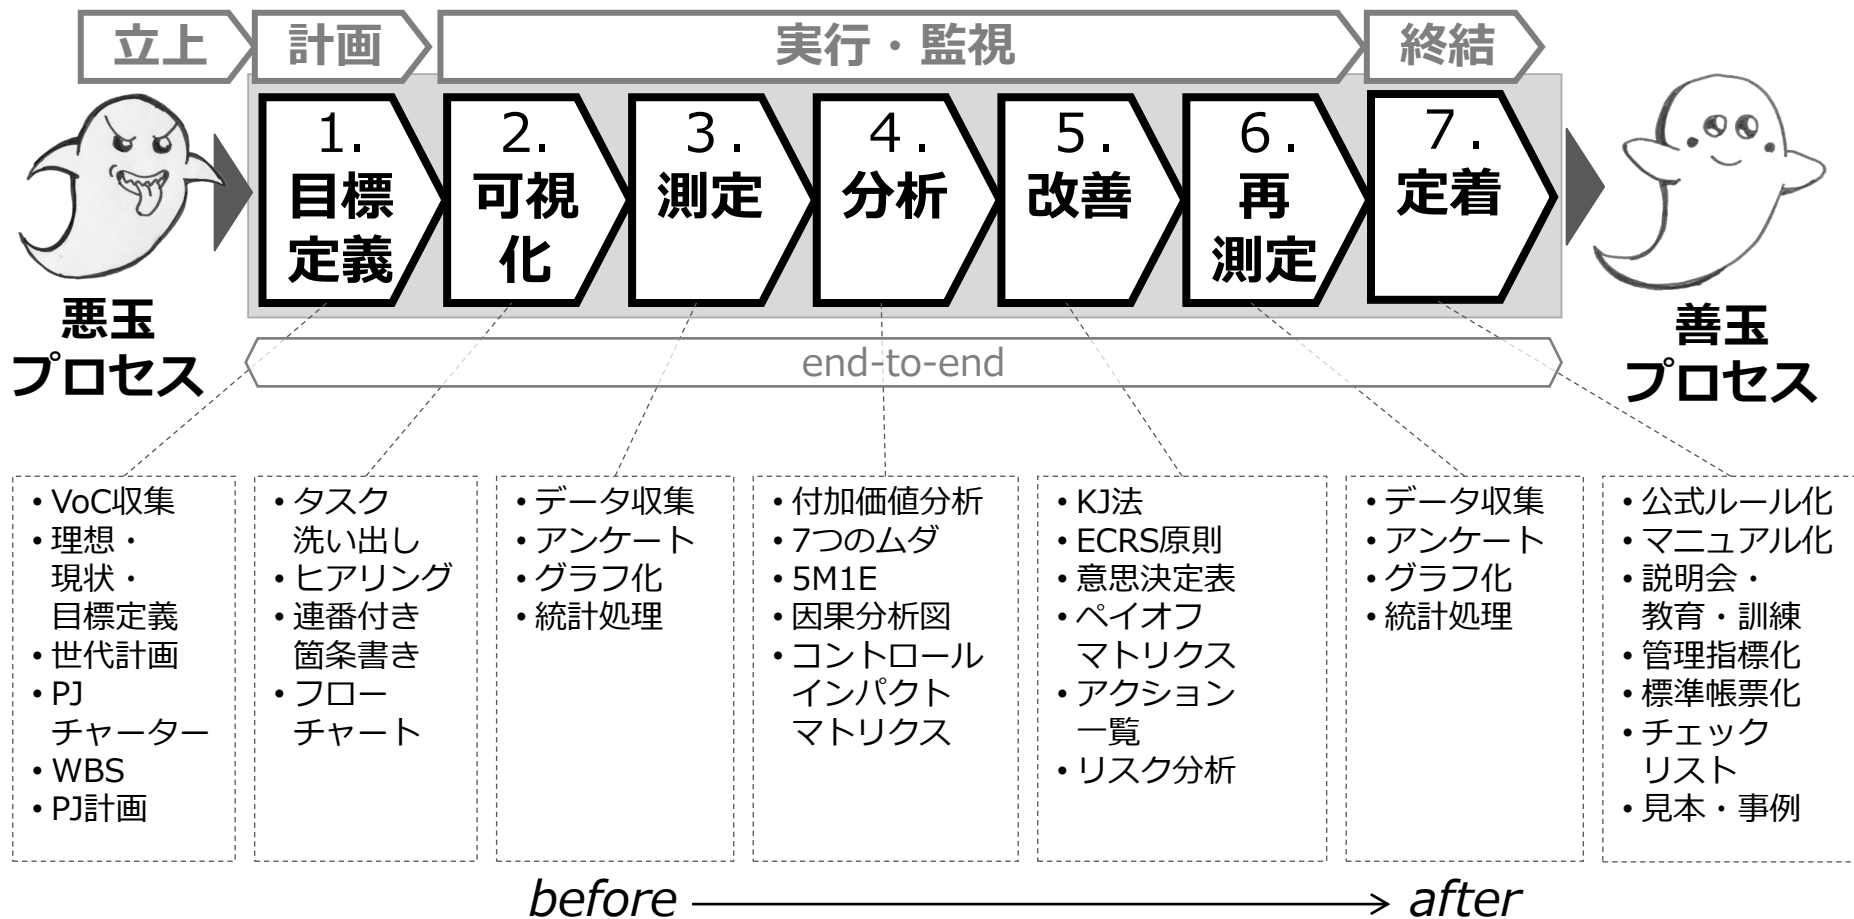 立上
計画
実行・監視
終結
1.
目標
定義
2.
可視
化
3.
測定
4.
分析
5.
改善
6.
再
測定
7.
定着
悪玉
プロセス
善玉
プロセス
end-to-end
• VoC収集
• 理想・
現状・
目標定義
• 世代計画
• PJ
チャーター
• WBS
• PJ計画
• タスク
洗い出し
• ヒアリング
• 連番付き
箇条書き
• フロー
チャート
• データ収集
• アンケート
• グラフ化
• 統計処理
• 付加価値分析
• 7つのムダ
• 5M1E
• 因果分析図
• コントロール
インパクト
マトリクス
• KJ法
• ECRS原則
• 意思決定表
• ペイオフ
マトリクス
• アクション
一覧
• リスク分析
• データ収集
• アンケート
• グラフ化
• 統計処理
• 公式ルール化
• マニュアル化
• 説明会・
教育・訓練
• 管理指標化
• 標準帳票化
• チェック
リスト
• 見本・事例
before
after